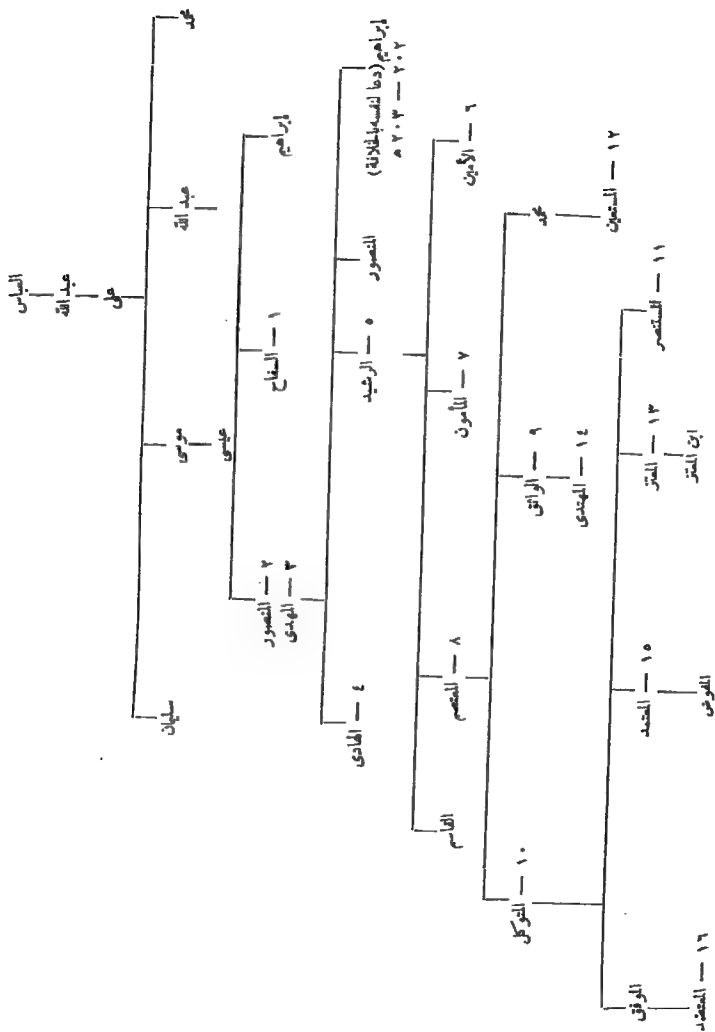 العباس
عبد الله
على
محمد
عبد الله
موسى
سليمان
عيسى
إبراهيم
١ — السفاح
٢ — المنصور
٣ — المهدى
إبراهيم (دعا لنفسه بالخلافة)
٢٠٢ — ٢٠٣ ه
المنصور
٥ — الرشيد
٤ — الهادى
٦ — الأمين
٧ — المأمون
٨ — المعتصم
القاسم
محمد
١٢ — المستعين
٩ — الواثق
١٤ — المهتدى
١٠ — المتوكل
١١ — المستنصر
١٣ — المعتز
ابن المعتز
١٥ — المعتمد
المفوض
الموفق
١٦ — المعتضد